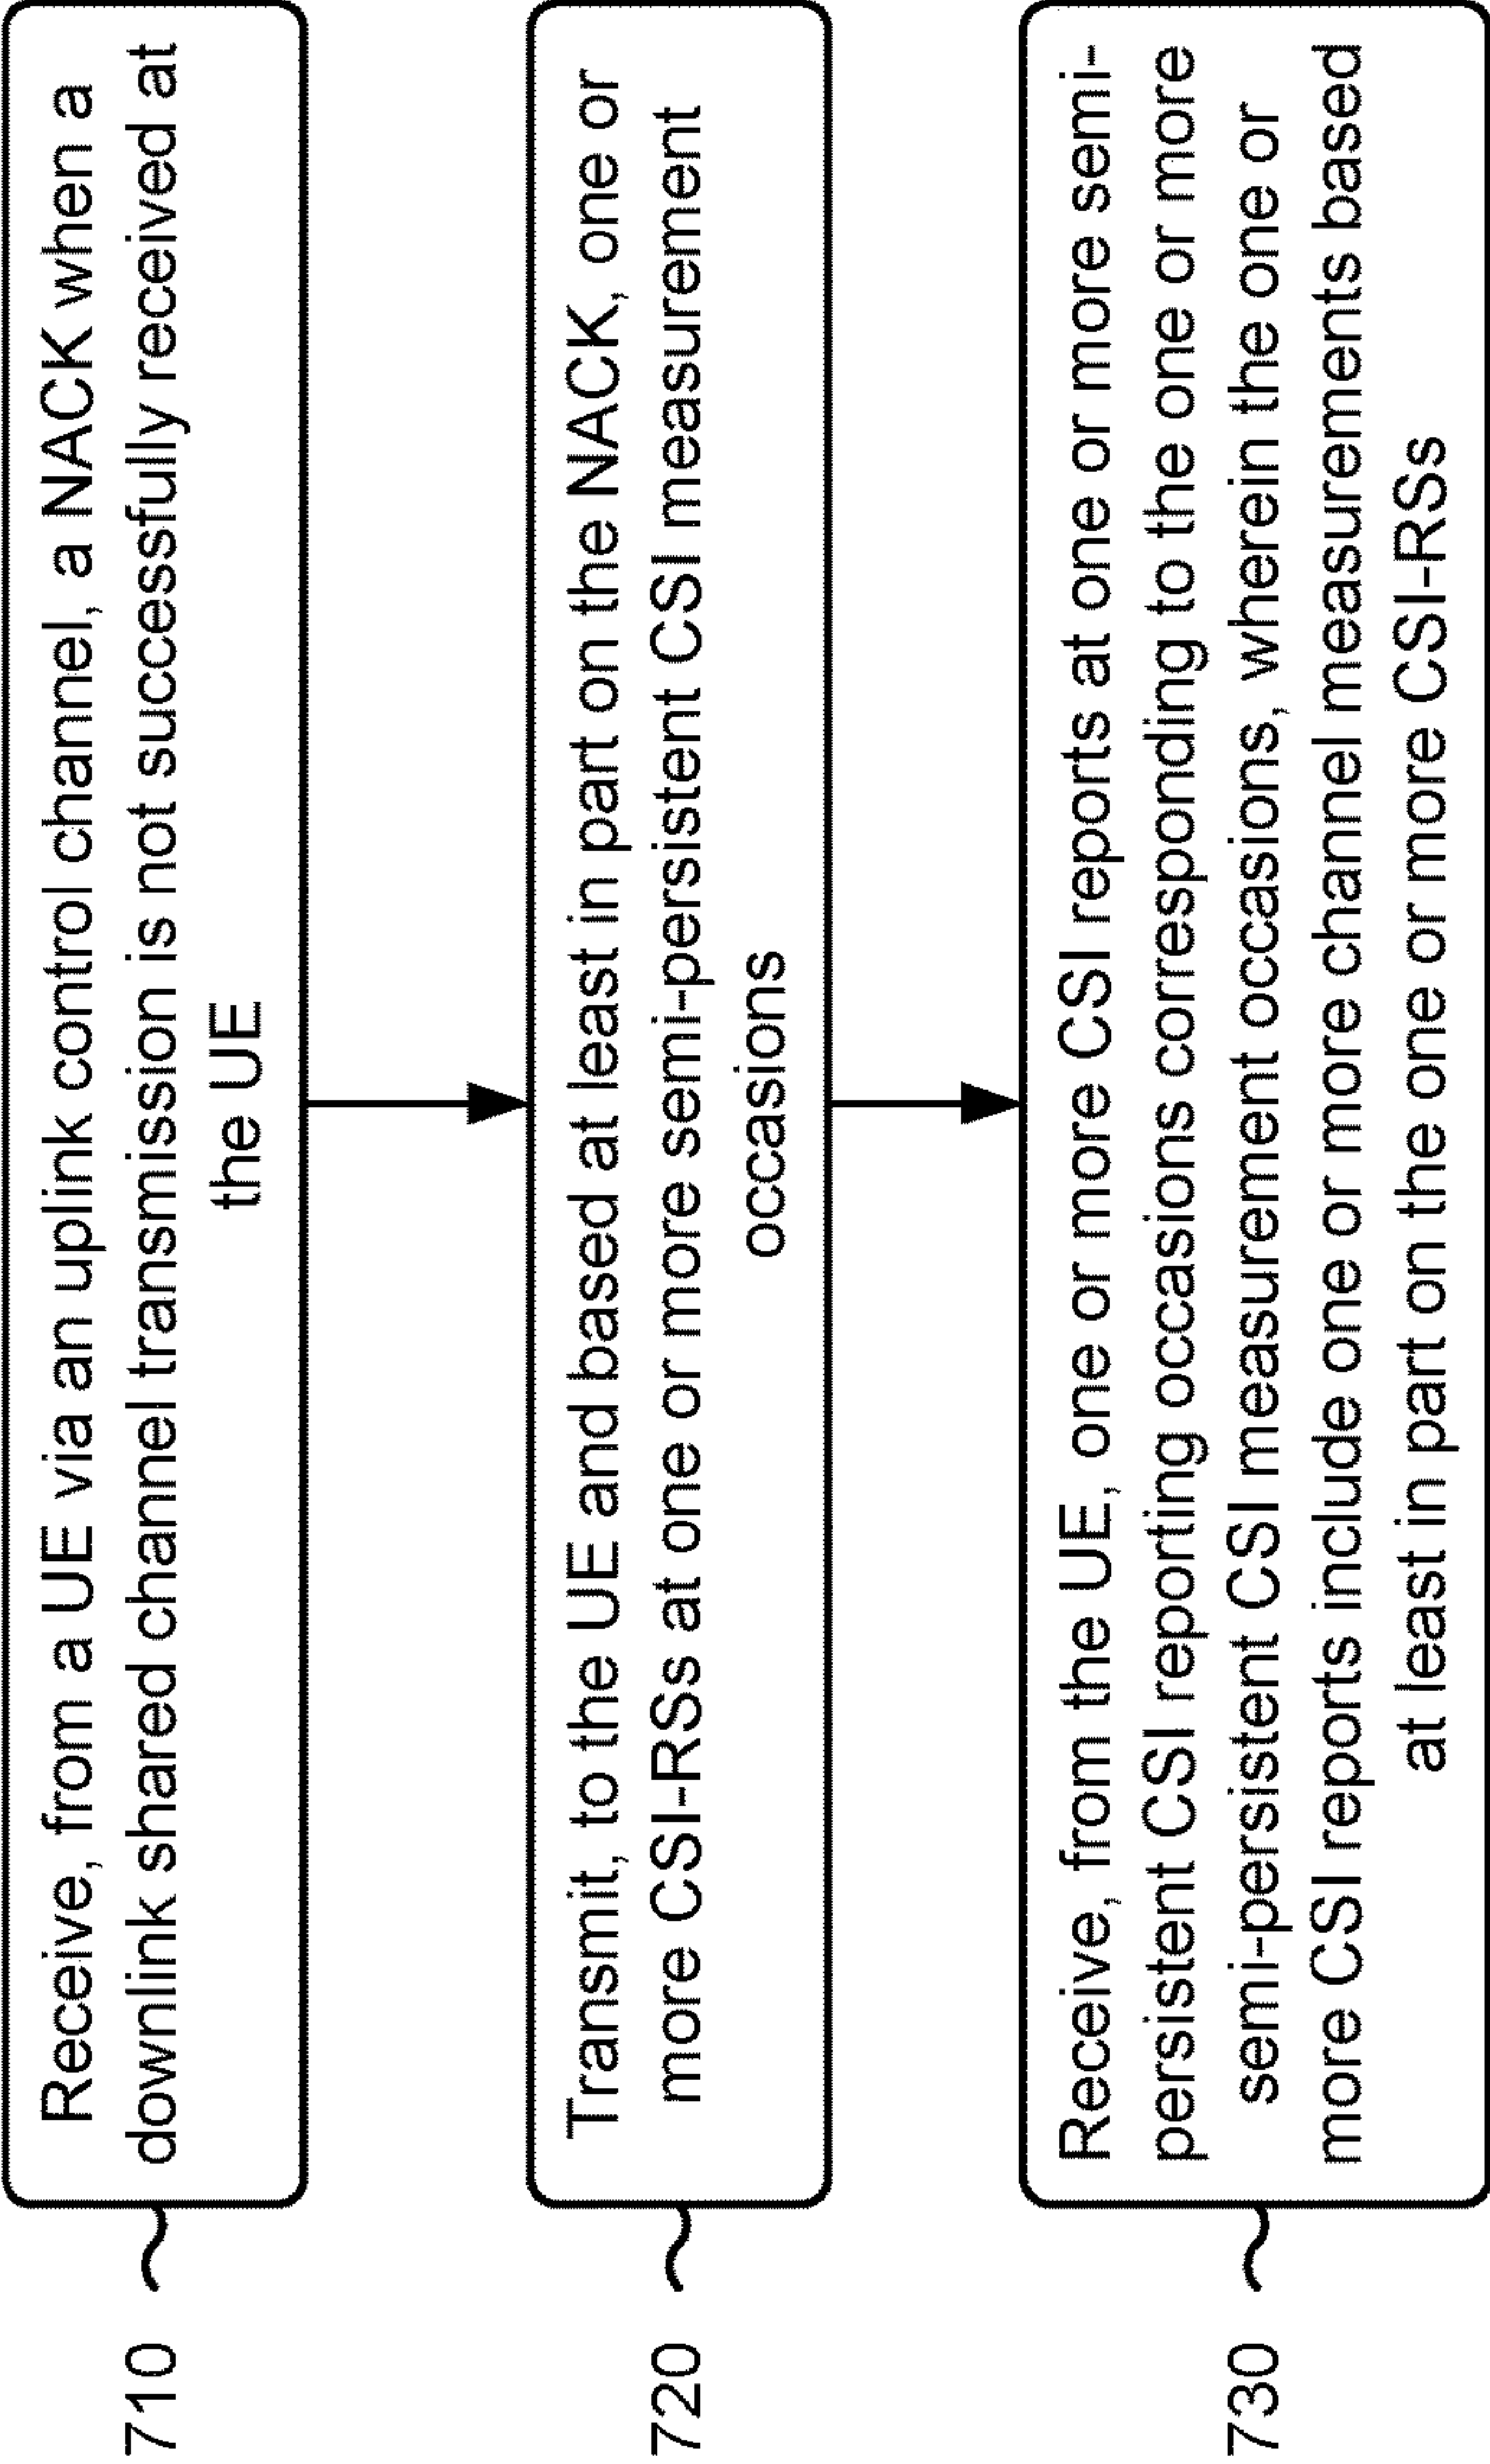 710
Receive, from a UE via an uplink control channel, a NACK when a
downlink shared channel transmission is not successfully received at
the UE
720
Transmit, to the UE and based at least in part on the NACK, one or
more CSI-RSs at one or more semi-persistent CSI measurement
occasions
730
Receive, from the UE, one or more CSI reports at one or more semi-
persistent CSI reporting occasions corresponding to the one or more
semi-persistent CSI measurement occasions, wherein the one or
more CSI reports include one or more channel measurements based
at least in part on the one or more CSI-RSs